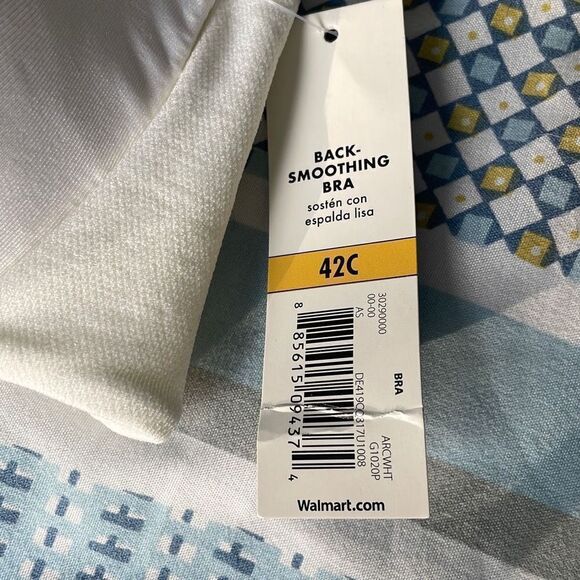 BACK-
SMOOTHING
BRA
sostén con
espalda lisa
42C
30290000
00-00
AS
BRA
8 85615 09437 4
ARCWHT
G1020P
Walmart.com